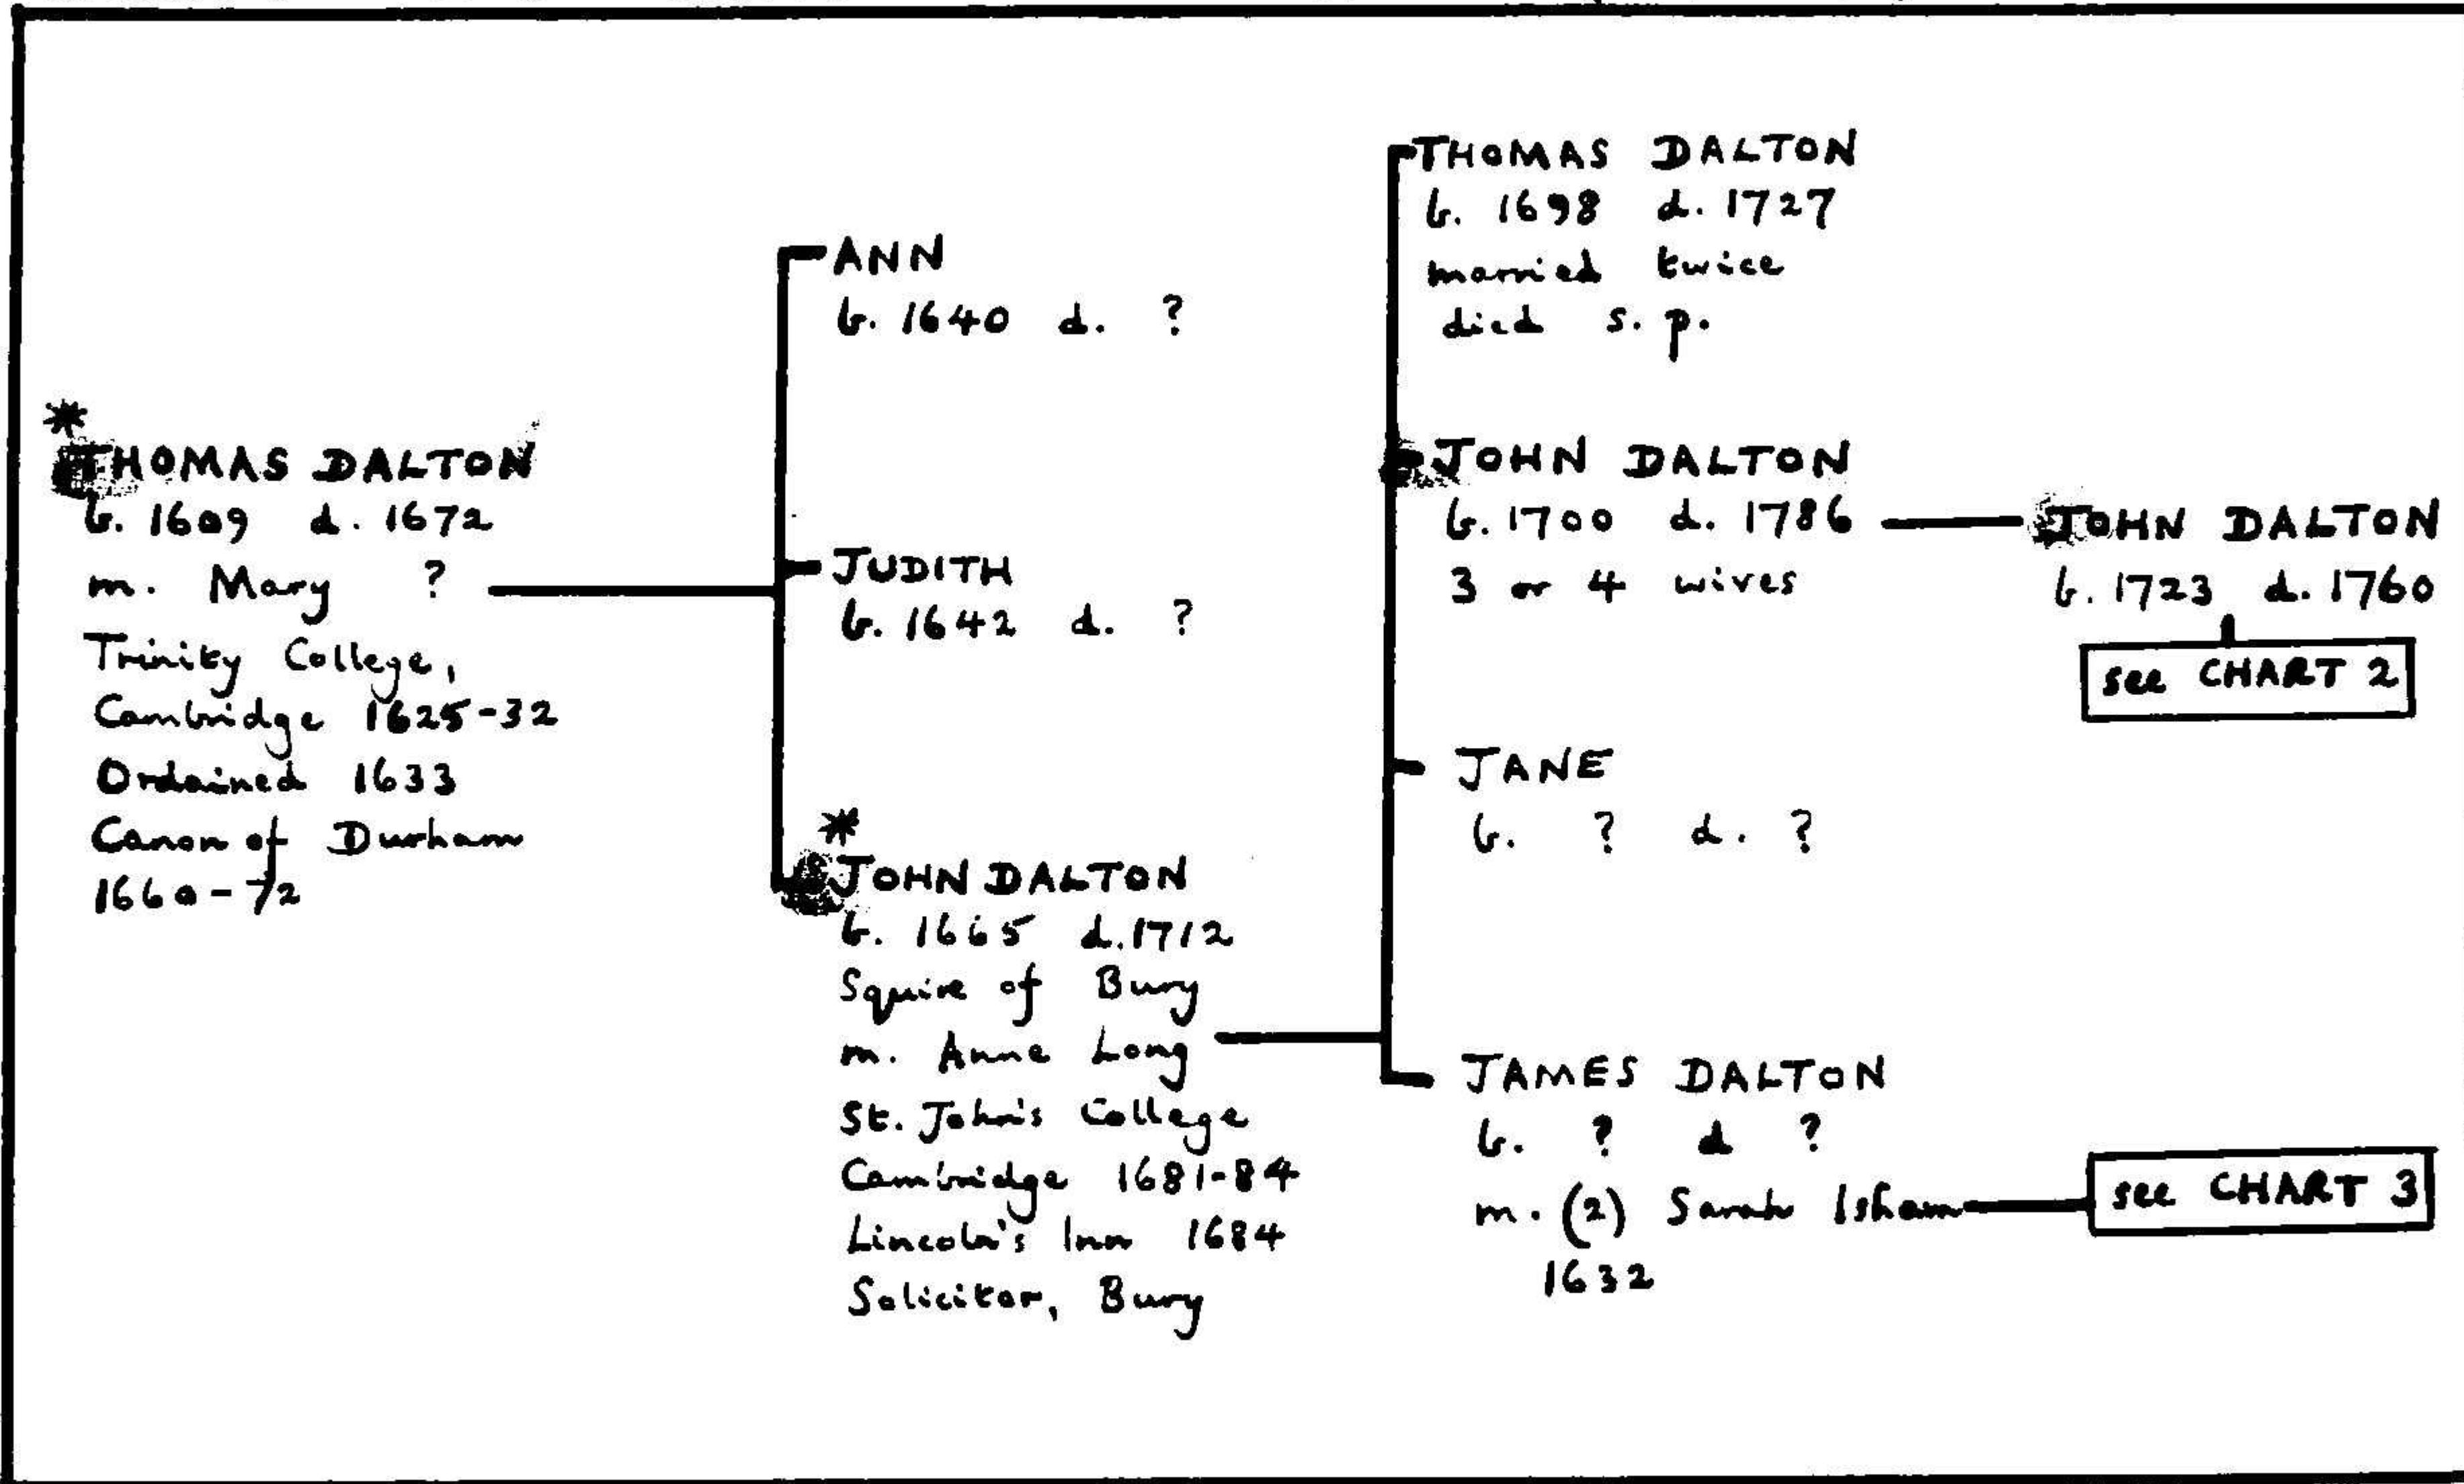 *
THOMAS DALTON
b. 1609 d. 1672
m. Mary ?
Trinity College,
Cambridge 1625-32
Ordained 1633
Canon of Durham
1660-72
ANN
b. 1640 d. ?
JUDITH
b. 1642 d. ?
*
JOHN DALTON
b. 1665 d. 1712
Squire of Bury
m. Anne Long
St. John's College
Cambridge 1681-84
Lincoln's Inn 1684
Solicitor, Bury
THOMAS DALTON
b. 1698 d. 1727
married twice
died s. p.
JOHN DALTON
b. 1700 d. 1786
3 or 4 wives
JANE
b. ? d. ?
JAMES DALTON
b. ? d ?
m. (2) Sarah Isham
1632
JOHN DALTON
b. 1723 d. 1760
see CHART 2
see CHART 3